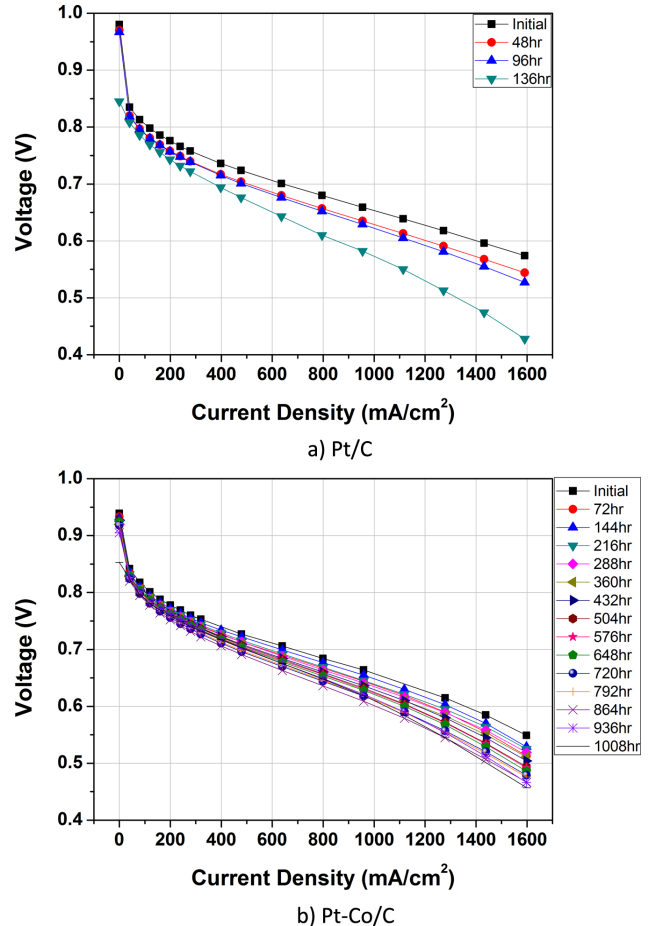 1.0
0.9
0.8
0.7
0.6
0.5
0.4
Voltage (V)
Initial
48hr
96hr
136hr
0 200 400 600 800 1000 1200 1400 1600
Current Density (mA/cm²)
a) Pt/C
1.0
0.9
0.8
0.7
0.6
0.5
0.4
Voltage (V)
Initial
72hr
144hr
216hr
288hr
360hr
432hr
504hr
576hr
648hr
720hr
792hr
864hr
936hr
1008hr
0 200 400 600 800 1000 1200 1400 1600
Current Density (mA/cm²)
b) Pt-Co/C